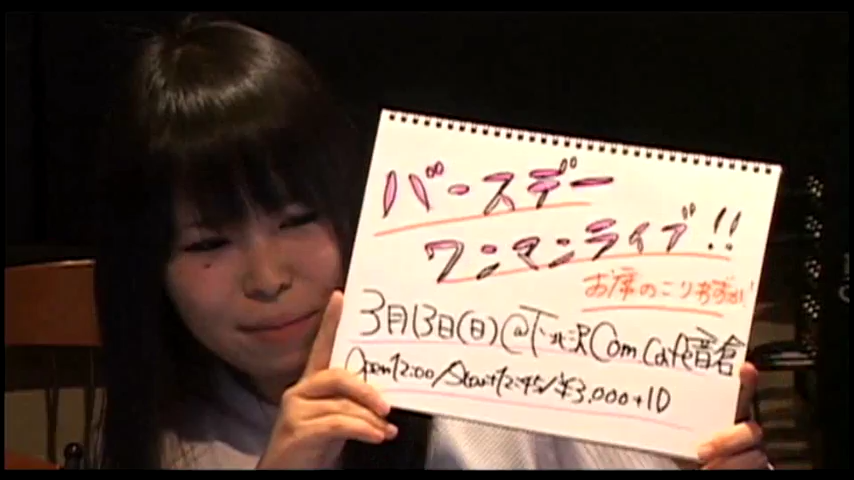 バースデー
ワンマンライブ!!
お席のこりわずか!
3月13日(日)@下北沢Com.Cafe音倉
Open12:00/Start12:45/¥3,000+1D